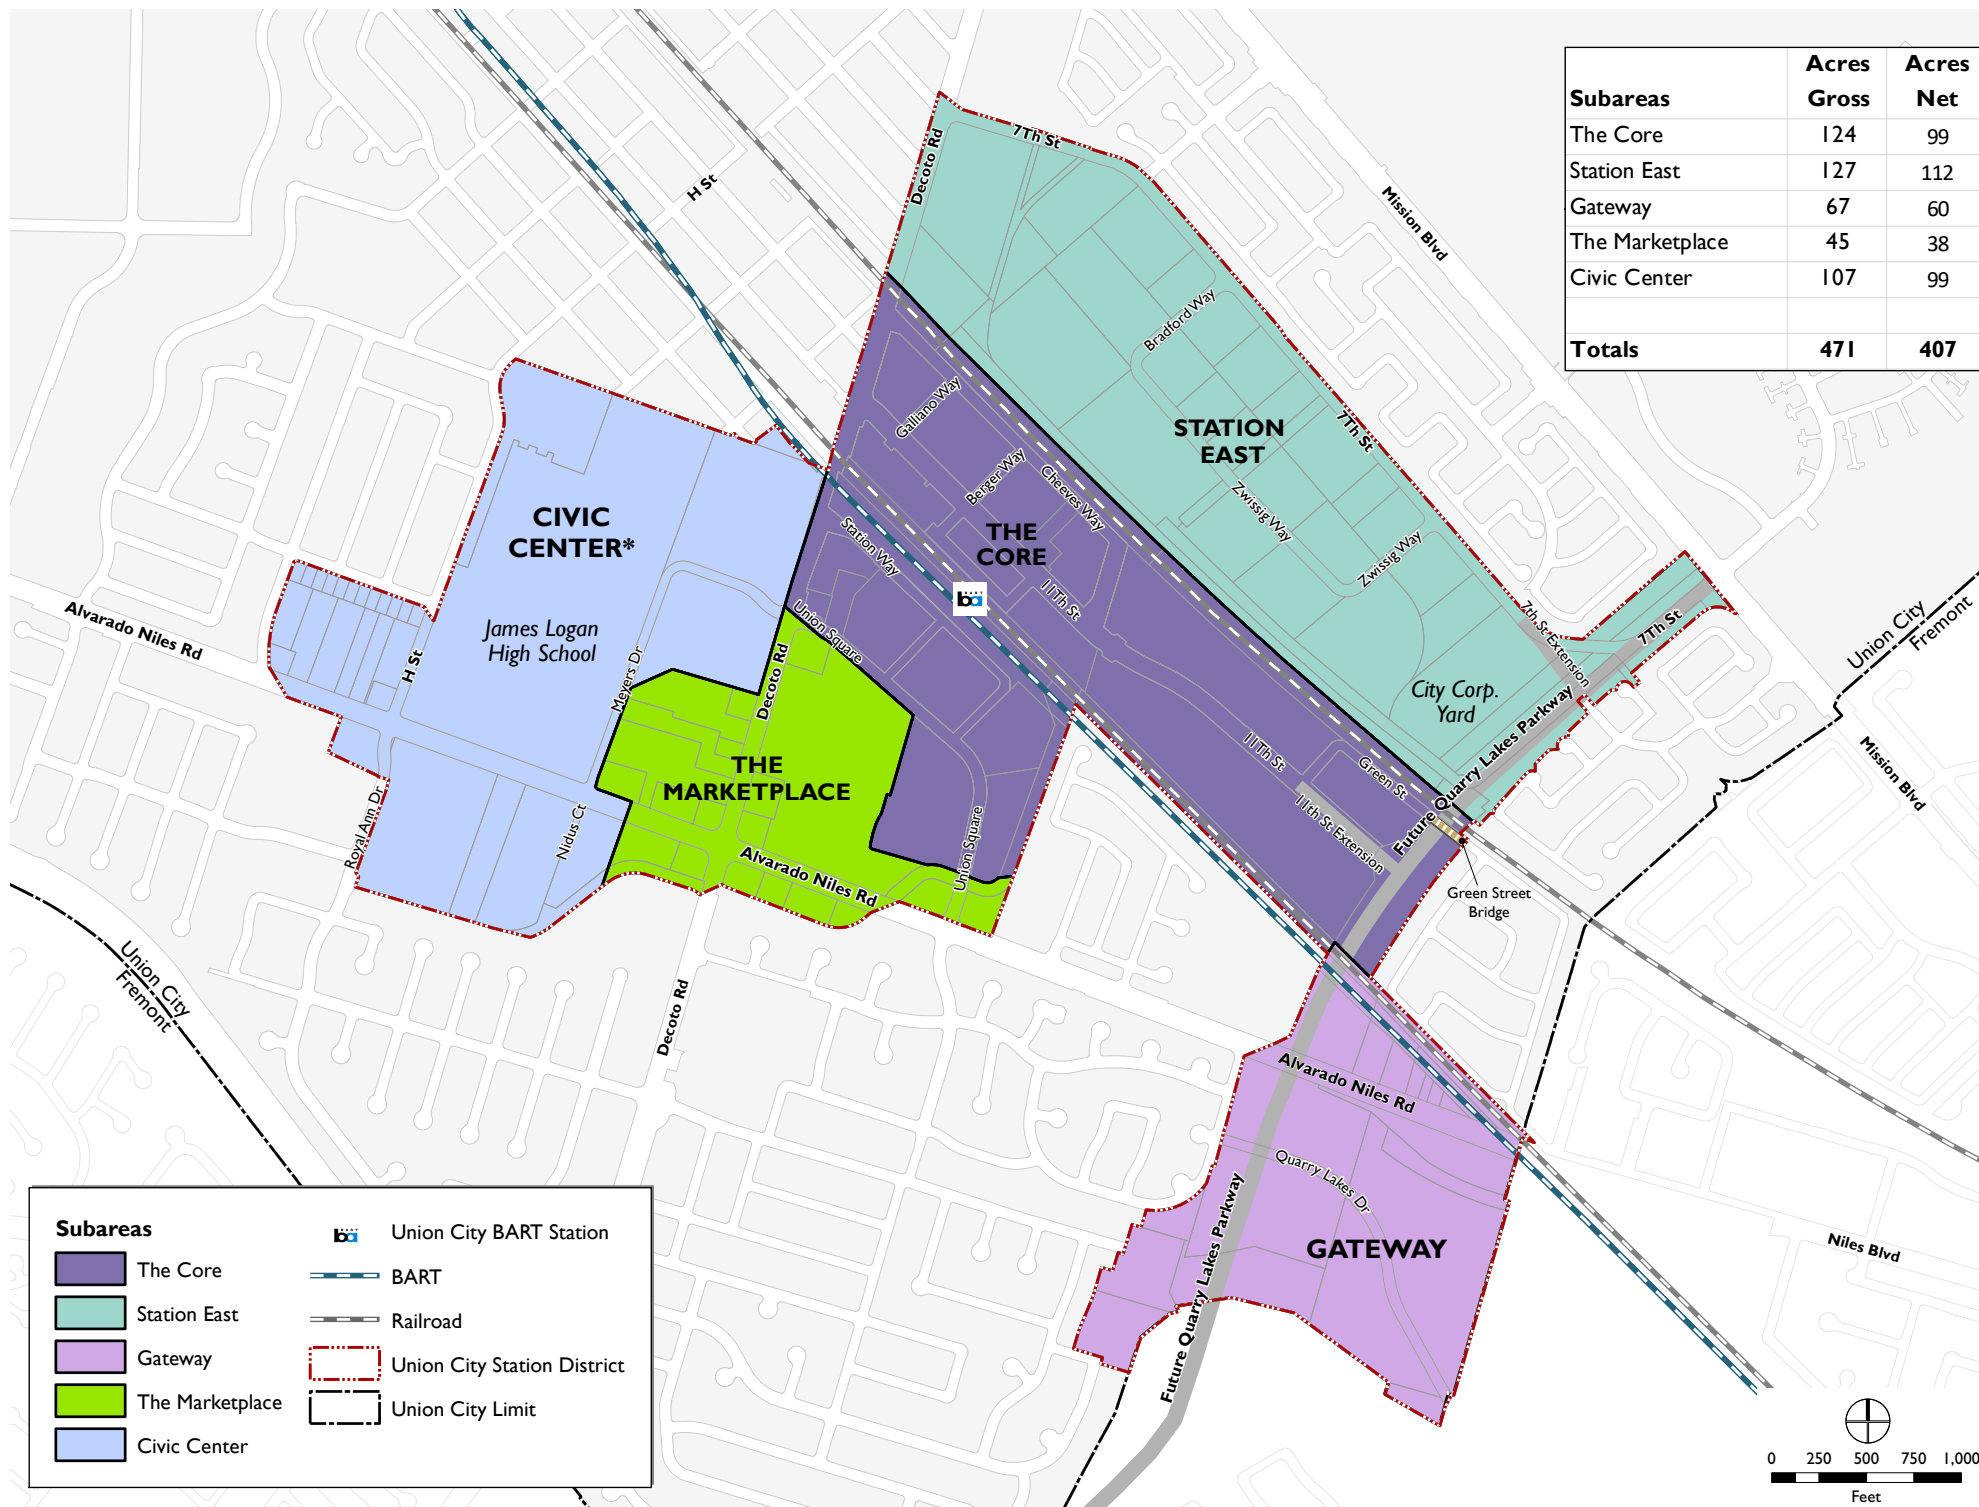 Subareas Acres Gross Acres Net
The Core 124 99
Station East 127 112
Gateway 67 60
The Marketplace 45 38
Civic Center 107 99
Totals 471 407
7Th St
Decoto Rd
H St
Mission Blvd
Bradford Way
Galliano Way
STATION
EAST
7Th St
Berger Way
Cheeves Way
Zwissig Way
CIVIC
CENTER*
Station Way
THE
CORE
Zwissig Way
ba
11Th St
Alvarado Niles Rd
James Logan
High School
H St
Meyers Dr
Union Square
Decoto Rd
7th St Extension
7Th St
Union City
Fremont
City Corp.
Yard
THE
MARKETPLACE
11Th St
Green St
Future Quarry Lakes Parkway
Mission Blvd
11th St Extension
Royal Ann Dr
Nidus Ct
Union Square
Alvarado Niles Rd
Green Street
Bridge
Union City
Fremont
Decoto Rd
Alvarado Niles Rd
Quarry Lakes Dr
Future Quarry Lakes Parkway
GATEWAY
Niles Blvd
Subareas
The Core
Station East
Gateway
The Marketplace
Civic Center
ba
Union City BART Station
BART
Railroad
Union City Station District
Union City Limit
0 250 500 750 1,000
Feet